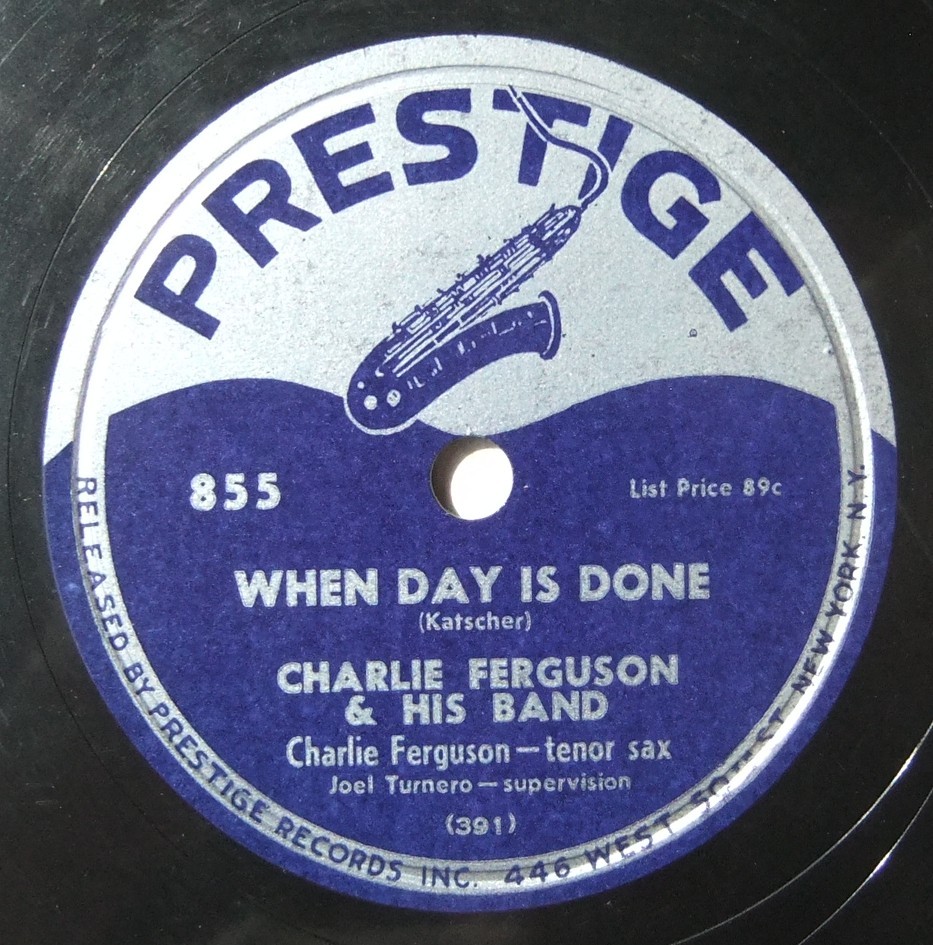 PRESTIGE
855
List Price 89c
WHEN DAY IS DONE
(Katscher)
CHARLIE FERGUSON
& HIS BAND
Charlie Ferguson—tenor sax
Joel Turnero—supervision
(391)
RELEASED BY PRESTIGE RECORDS INC. 446 WEST 50 ST. NEW YORK, N.Y.